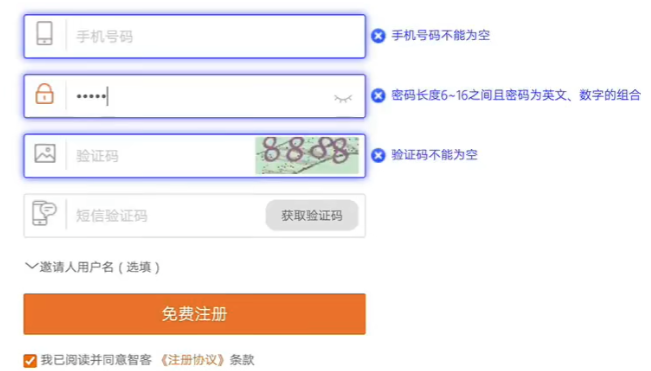 手机号码 手机号码不能为空
••••• 密码长度6~16之间且密码为英文、数字的组合
验证码 8888 验证码不能为空
短信验证码 获取验证码
邀请人用户名（选填）
免费注册
我已阅读并同意智客《注册协议》条款